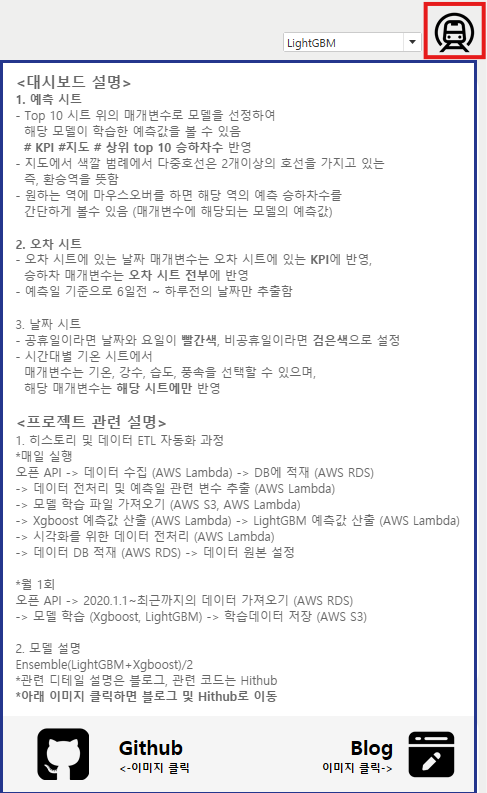 LightGBM
<대시보드 설명>
1. 예측 시트
- Top 10 시트 위의 매개변수로 모델을 선정하여
해당 모델이 학습한 예측값을 볼 수 있음
# KPI #지도 # 상위 top 10 승하차수 반영
- 지도에서 색깔 범례에서 다중호선은 2개이상의 호선을 가지고 있는
즉, 환승역을 뜻함
- 원하는 역에 마우스오버를 하면 해당 역의 예측 승하차수를
간단하게 볼수 있음 (매개변수에 해당되는 모델의 예측값)
2. 오차 시트
- 오차 시트에 있는 날짜 매개변수는 오차 시트에 있는 KPI에 반영,
승하차 매개변수는 오차 시트 전부에 반영
- 예측일 기준으로 6일전 ~ 하루전의 날짜만 추출함
3. 날짜 시트
- 공휴일이라면 날짜와 요일이 빨간색, 비공휴일이라면 검은색으로 설정
- 시간대별 기온 시트에서
매개변수는 기온, 강수, 습도, 풍속을 선택할 수 있으며,
해당 매개변수는 해당 시트에만 반영
<프로젝트 관련 설명>
1. 히스토리 및 데이터 ETL 자동화 과정
*매일 실행
오픈 API -> 데이터 수집 (AWS Lambda) -> DB에 적재 (AWS RDS)
-> 데이터 전처리 및 예측일 관련 변수 추출 (AWS Lambda)
-> 모델 학습 파일 가져오기 (AWS S3, AWS Lambda)
-> Xgboost 예측값 산출 (AWS Lambda) -> LightGBM 예측값 산출 (AWS Lambda)
-> 시각화를 위한 데이터 전처리 (AWS Lambda)
-> 데이터 DB 적재 (AWS RDS) -> 데이터 원본 설정
*월 1회
오픈 API -> 2020.1.1~최근까지의 데이터 가져오기 (AWS RDS)
-> 모델 학습 (Xgboost, LightGBM) -> 학습데이터 저장 (AWS S3)
2. 모델 설명
Ensemble(LightGBM+Xgboost)/2
*관련 디테일 설명은 블로그, 관련 코드는 Hithub
*아래 이미지 클릭하면 블로그 및 Hithub로 이동
Github
<-이미지 클릭
Blog
이미지 클릭->